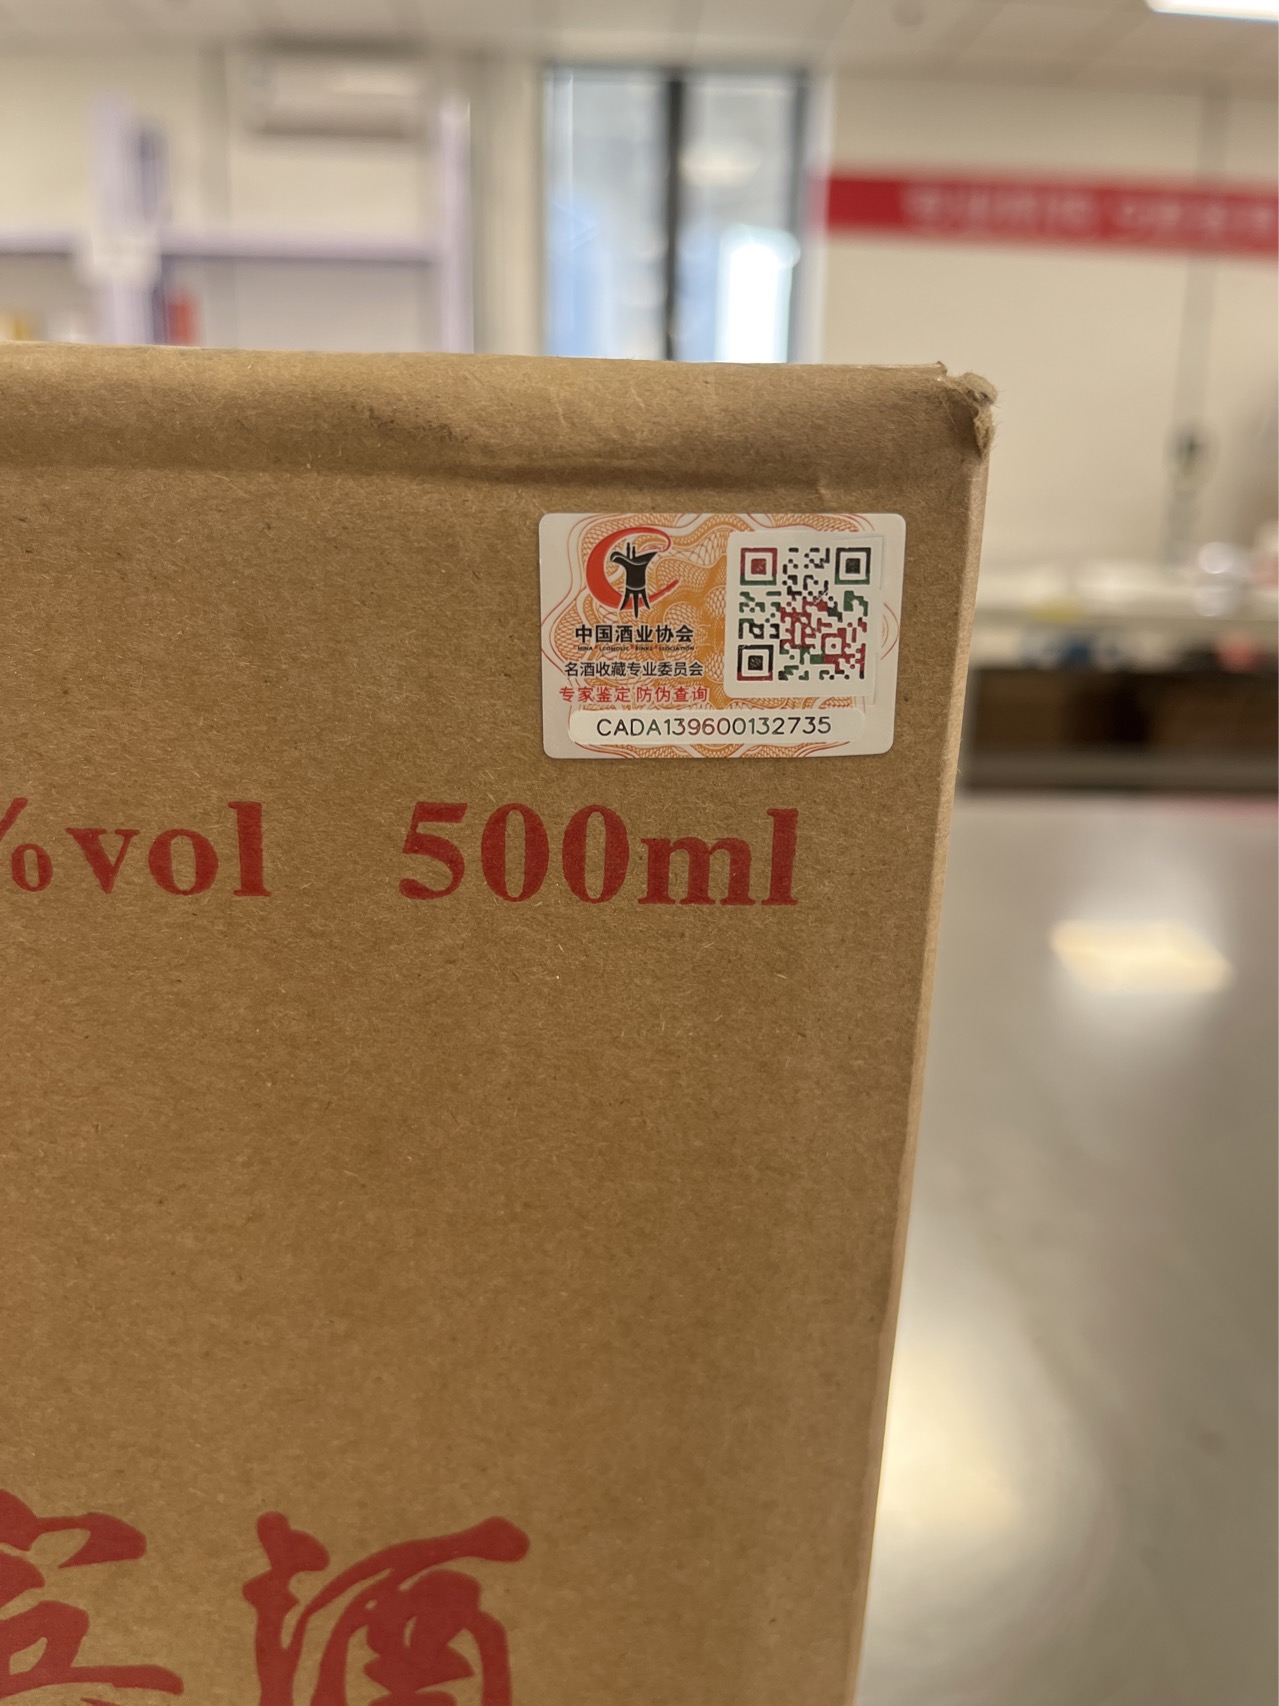 中国酒业协会
名酒收藏专业委员会
专家鉴定 防伪查询
CADA139600132735
%vol 500ml
酒